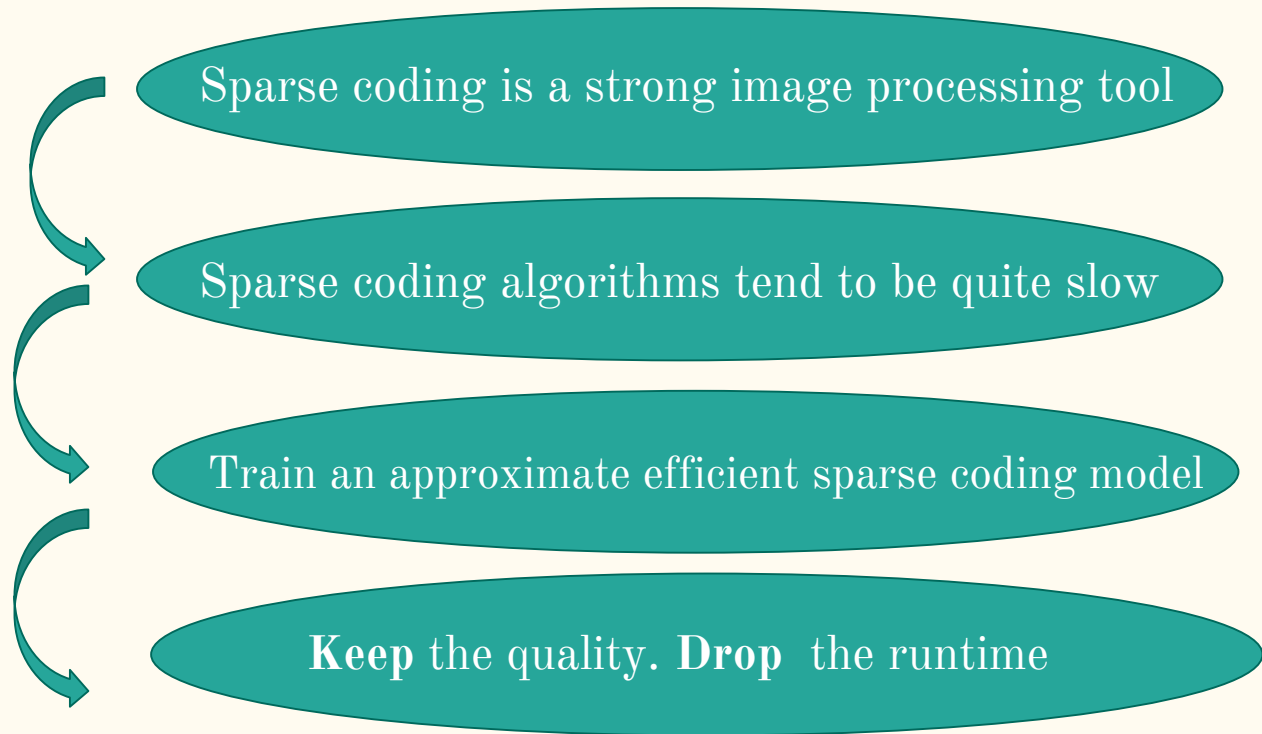 Sparse coding is a strong image processing tool
Sparse coding algorithms tend to be quite slow
Train an approximate efficient sparse coding model
Keep the quality. Drop the runtime